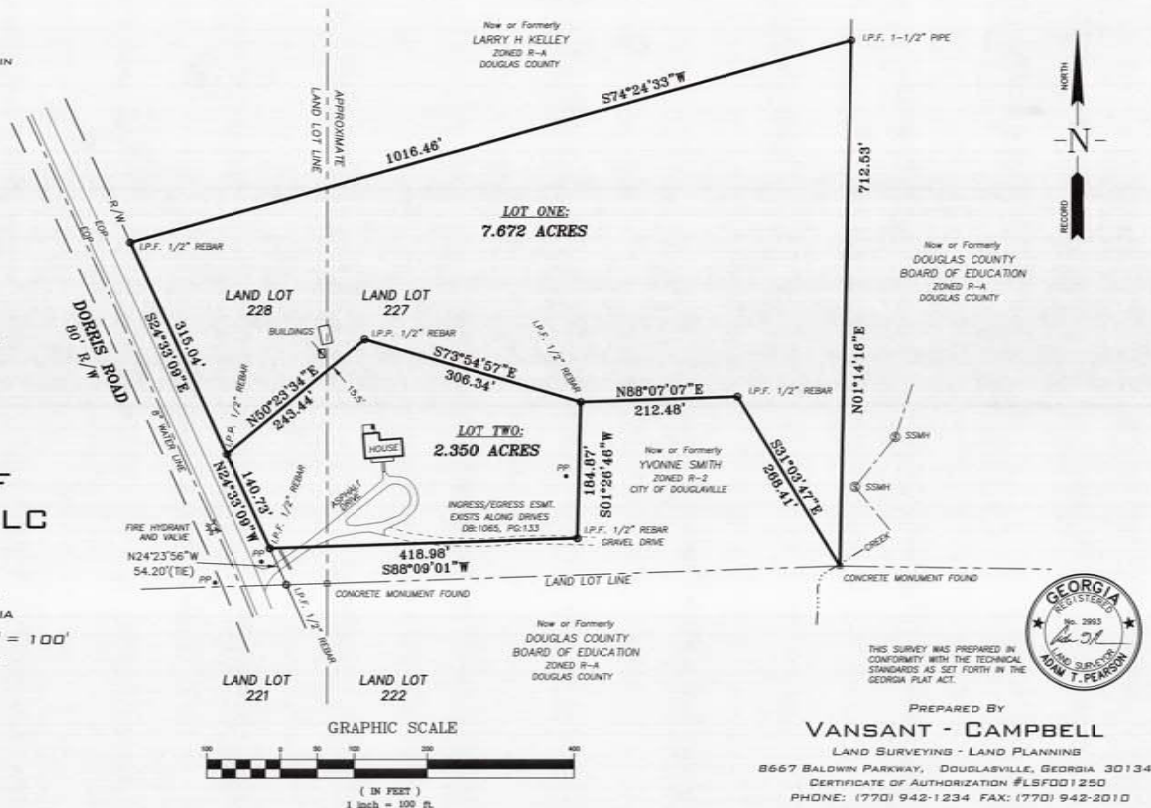 IN
Now or Formerly
LARRY H KELLEY
ZONED R-A
DOUGLAS COUNTY
I.P.F. 1-1/2" PIPE
NORTH
N
RECORD
APPROXIMATE
LAND LOT LINE
S74°24'33"W
1016.46'
712.53'
N01°14'16"E
R/W
EOP
EOP
I.P.F. 1/2" REBAR
LOT ONE:
7.672 ACRES
Now or Formerly
DOUGLAS COUNTY
BOARD OF EDUCATION
ZONED R-A
DOUGLAS COUNTY
DORRIS ROAD
80' R/W
315.04'
S24°33'09"E
LAND LOT
228
LAND LOT
227
BUILDINGS
I.P.P. 1/2" REBAR
15.5'
I.P.F. 1/2" REBAR
S73°54'57"E
306.34'
N88°07'07"E
212.48'
I.P.F. 1/2" REBAR
I.P.P. 1/2" REBAR
N50°23'34"E
243.44'
8" WATER LINE
LOT TWO:
2.350 ACRES
HOUSE
PP
184.87'
S01°26'46"W
Now or Formerly
YVONNE SMITH
ZONED R-2
CITY OF DOUGLAVILLE
S31°03'47"E
268.41'
SSMH
SSMH
CREEK
140.73'
N24°33'09"W
I.P.F. 1/2" REBAR
ASPHALT
DRIVE
INGRESS/EGRESS ESMT.
EXISTS ALONG DRIVES
DB:1065, PG:133
I.P.F. 1/2" REBAR
GRAVEL DRIVE
LC
FIRE HYDRANT
AND VALVE
N24°23'56"W
54.20'(TIE)
PP
PP
418.98'
S88°09'01"W
LAND LOT LINE
CONCRETE MONUMENT FOUND
CONCRETE MONUMENT FOUND
I.P.F. 1/2" REBAR
IA
' = 100'
Now or Formerly
DOUGLAS COUNTY
BOARD OF EDUCATION
ZONED R-A
DOUGLAS COUNTY
LAND LOT
221
LAND LOT
222
THIS SURVEY WAS PREPARED IN
CONFORMITY WITH THE TECHNICAL
STANDARDS AS SET FORTH IN THE
GEORGIA PLAT ACT.
GEORGIA
REGISTERED
No. 2993
LAND SURVEYOR
ADAM T. PEARSON
GRAPHIC SCALE
100 0 50 100 200 400
( IN FEET )
1 inch = 100 ft.
PREPARED BY
VANSANT - CAMPBELL
LAND SURVEYING - LAND PLANNING
8667 BALDWIN PARKWAY, DOUGLASVILLE, GEORGIA 30134
CERTIFICATE OF AUTHORIZATION #LSF001250
PHONE: (770) 942-1234 FAX: (770) 942-2010